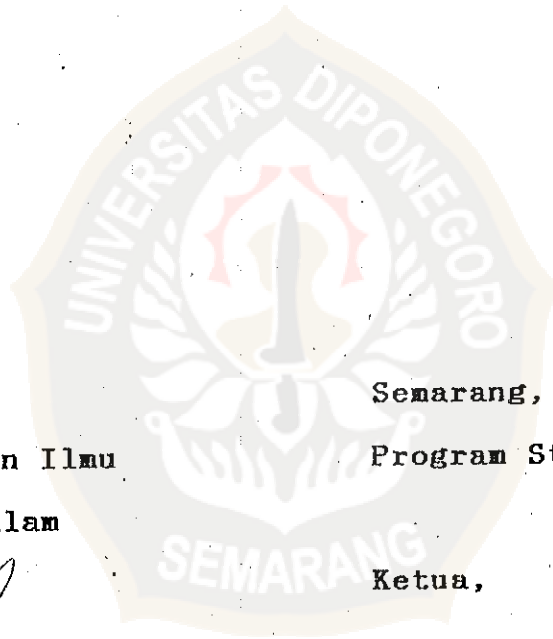 UNIVERSITAS DIPONEGORO
Semarang,
n Ilmu
Program St
lam
SEMARANG
Ketua,